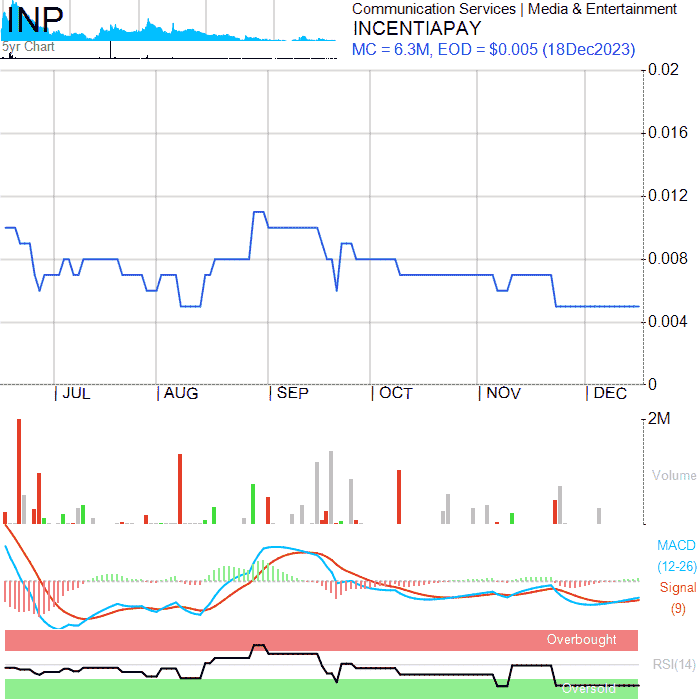 INP
5yr Chart
Communication Services | Media & Entertainment
INCENTIAPAY
MC = 6.3M, EOD = $0.005 (18Dec2023)
0.02
0.016
0.012
0.008
0.004
0
JUL
AUG
SEP
OCT
NOV
DEC
2M
Volume
MACD
(12-26)
Signal
(9)
Overbought
RSI(14)
Oversold